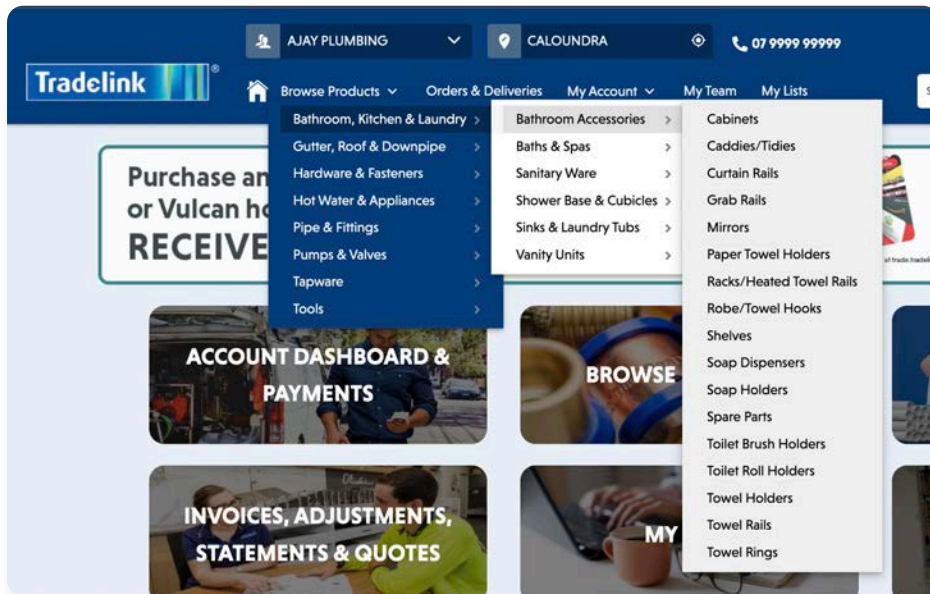 AJAY PLUMBING
CALOUNDRA
07 9999 99999
Tradelink®
Browse Products
Orders & Deliveries
My Account
My Team
My Lists
Bathroom, Kitchen & Laundry
Gutter, Roof & Downpipe
Hardware & Fasteners
Hot Water & Appliances
Pipe & Fittings
Pumps & Valves
Tapware
Tools
Bathroom Accessories
Baths & Spas
Sanitary Ware
Shower Base & Cubicles
Sinks & Laundry Tubs
Vanity Units
Cabinets
Caddies/Tidies
Curtain Rails
Grab Rails
Mirrors
Paper Towel Holders
Racks/Heated Towel Rails
Robe/Towel Hooks
Shelves
Soap Dispensers
Soap Holders
Spare Parts
Toilet Brush Holders
Toilet Roll Holders
Towel Holders
Towel Rails
Towel Rings
Purchase an
or Vulcan
RECEIVE
ACCOUNT DASHBOARD &
PAYMENTS
BROWSE
INVOICES, ADJUSTMENTS,
STATEMENTS & QUOTES
MY